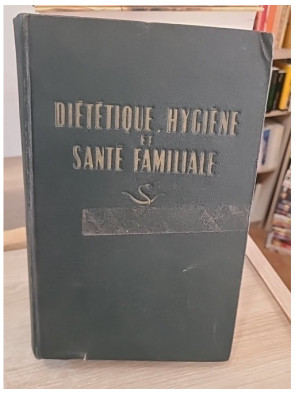 DIÉTÉTIQUE, HYGIÈNE
ET
SANTÉ FAMILIALE